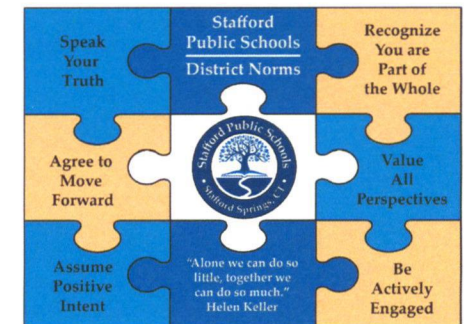 Speak
Your
Truth
Stafford
Public Schools
District Norms
Recognize
You are
Part of
the Whole
Agree to
Move
Forward
Stafford Public Schools
Stafford Springs, CT
Value
All
Perspectives
Assume
Positive
Intent
"Alone we can do so
little, together we
can do so much."
Helen Keller
Be
Actively
Engaged